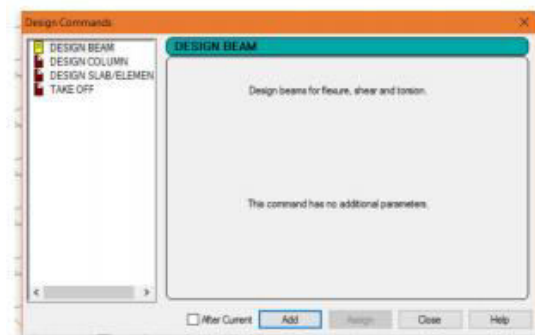 Design Commands
DESIGN BEAM
DESIGN COLUMN
DESIGN SLAB/ELEMEN
TAKE OFF
DESIGN BEAM
Design beams for flexure, shear and torsion.
This command has no additional parameters.
After Current
Add
Assign
Close
Help